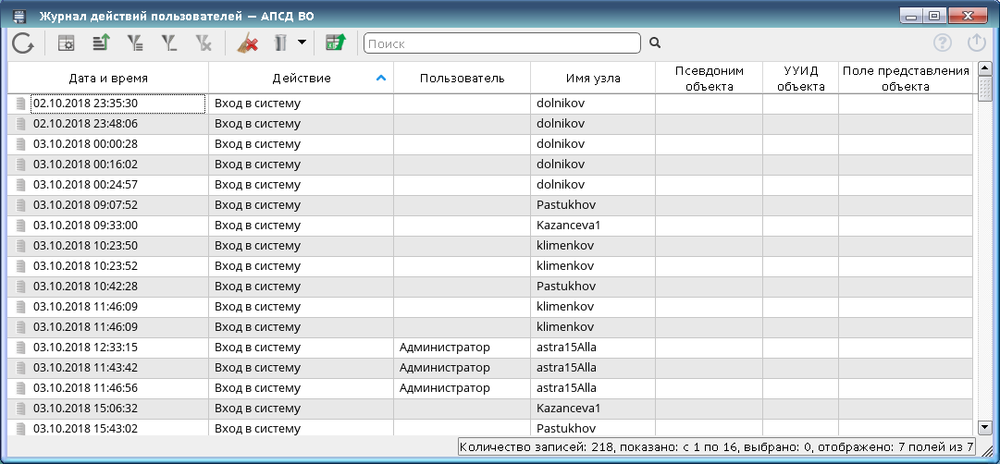 Журнал действий пользователей — АПСД ВО
Поиск
Дата и время Действие Пользователь Имя узла Псевдоним объекта УУИД объекта Поле представления объекта
02.10.2018 23:35:30 Вход в систему dolnikov
02.10.2018 23:48:06 Вход в систему dolnikov
03.10.2018 00:00:28 Вход в систему dolnikov
03.10.2018 00:16:02 Вход в систему dolnikov
03.10.2018 00:24:57 Вход в систему dolnikov
03.10.2018 09:07:52 Вход в систему Pastukhov
03.10.2018 09:33:00 Вход в систему Kazanceva1
03.10.2018 10:23:50 Вход в систему klimenkov
03.10.2018 10:23:52 Вход в систему klimenkov
03.10.2018 10:42:28 Вход в систему Pastukhov
03.10.2018 11:46:09 Вход в систему klimenkov
03.10.2018 11:46:09 Вход в систему klimenkov
03.10.2018 12:33:15 Вход в систему Администратор astra15Alla
03.10.2018 11:43:42 Вход в систему Администратор astra15Alla
03.10.2018 11:46:56 Вход в систему Администратор astra15Alla
03.10.2018 15:06:32 Вход в систему Kazanceva1
03.10.2018 15:43:02 Вход в систему Pastukhov
Количество записей: 218, показано: с 1 по 16, выбрано: 0, отображено: 7 полей из 7